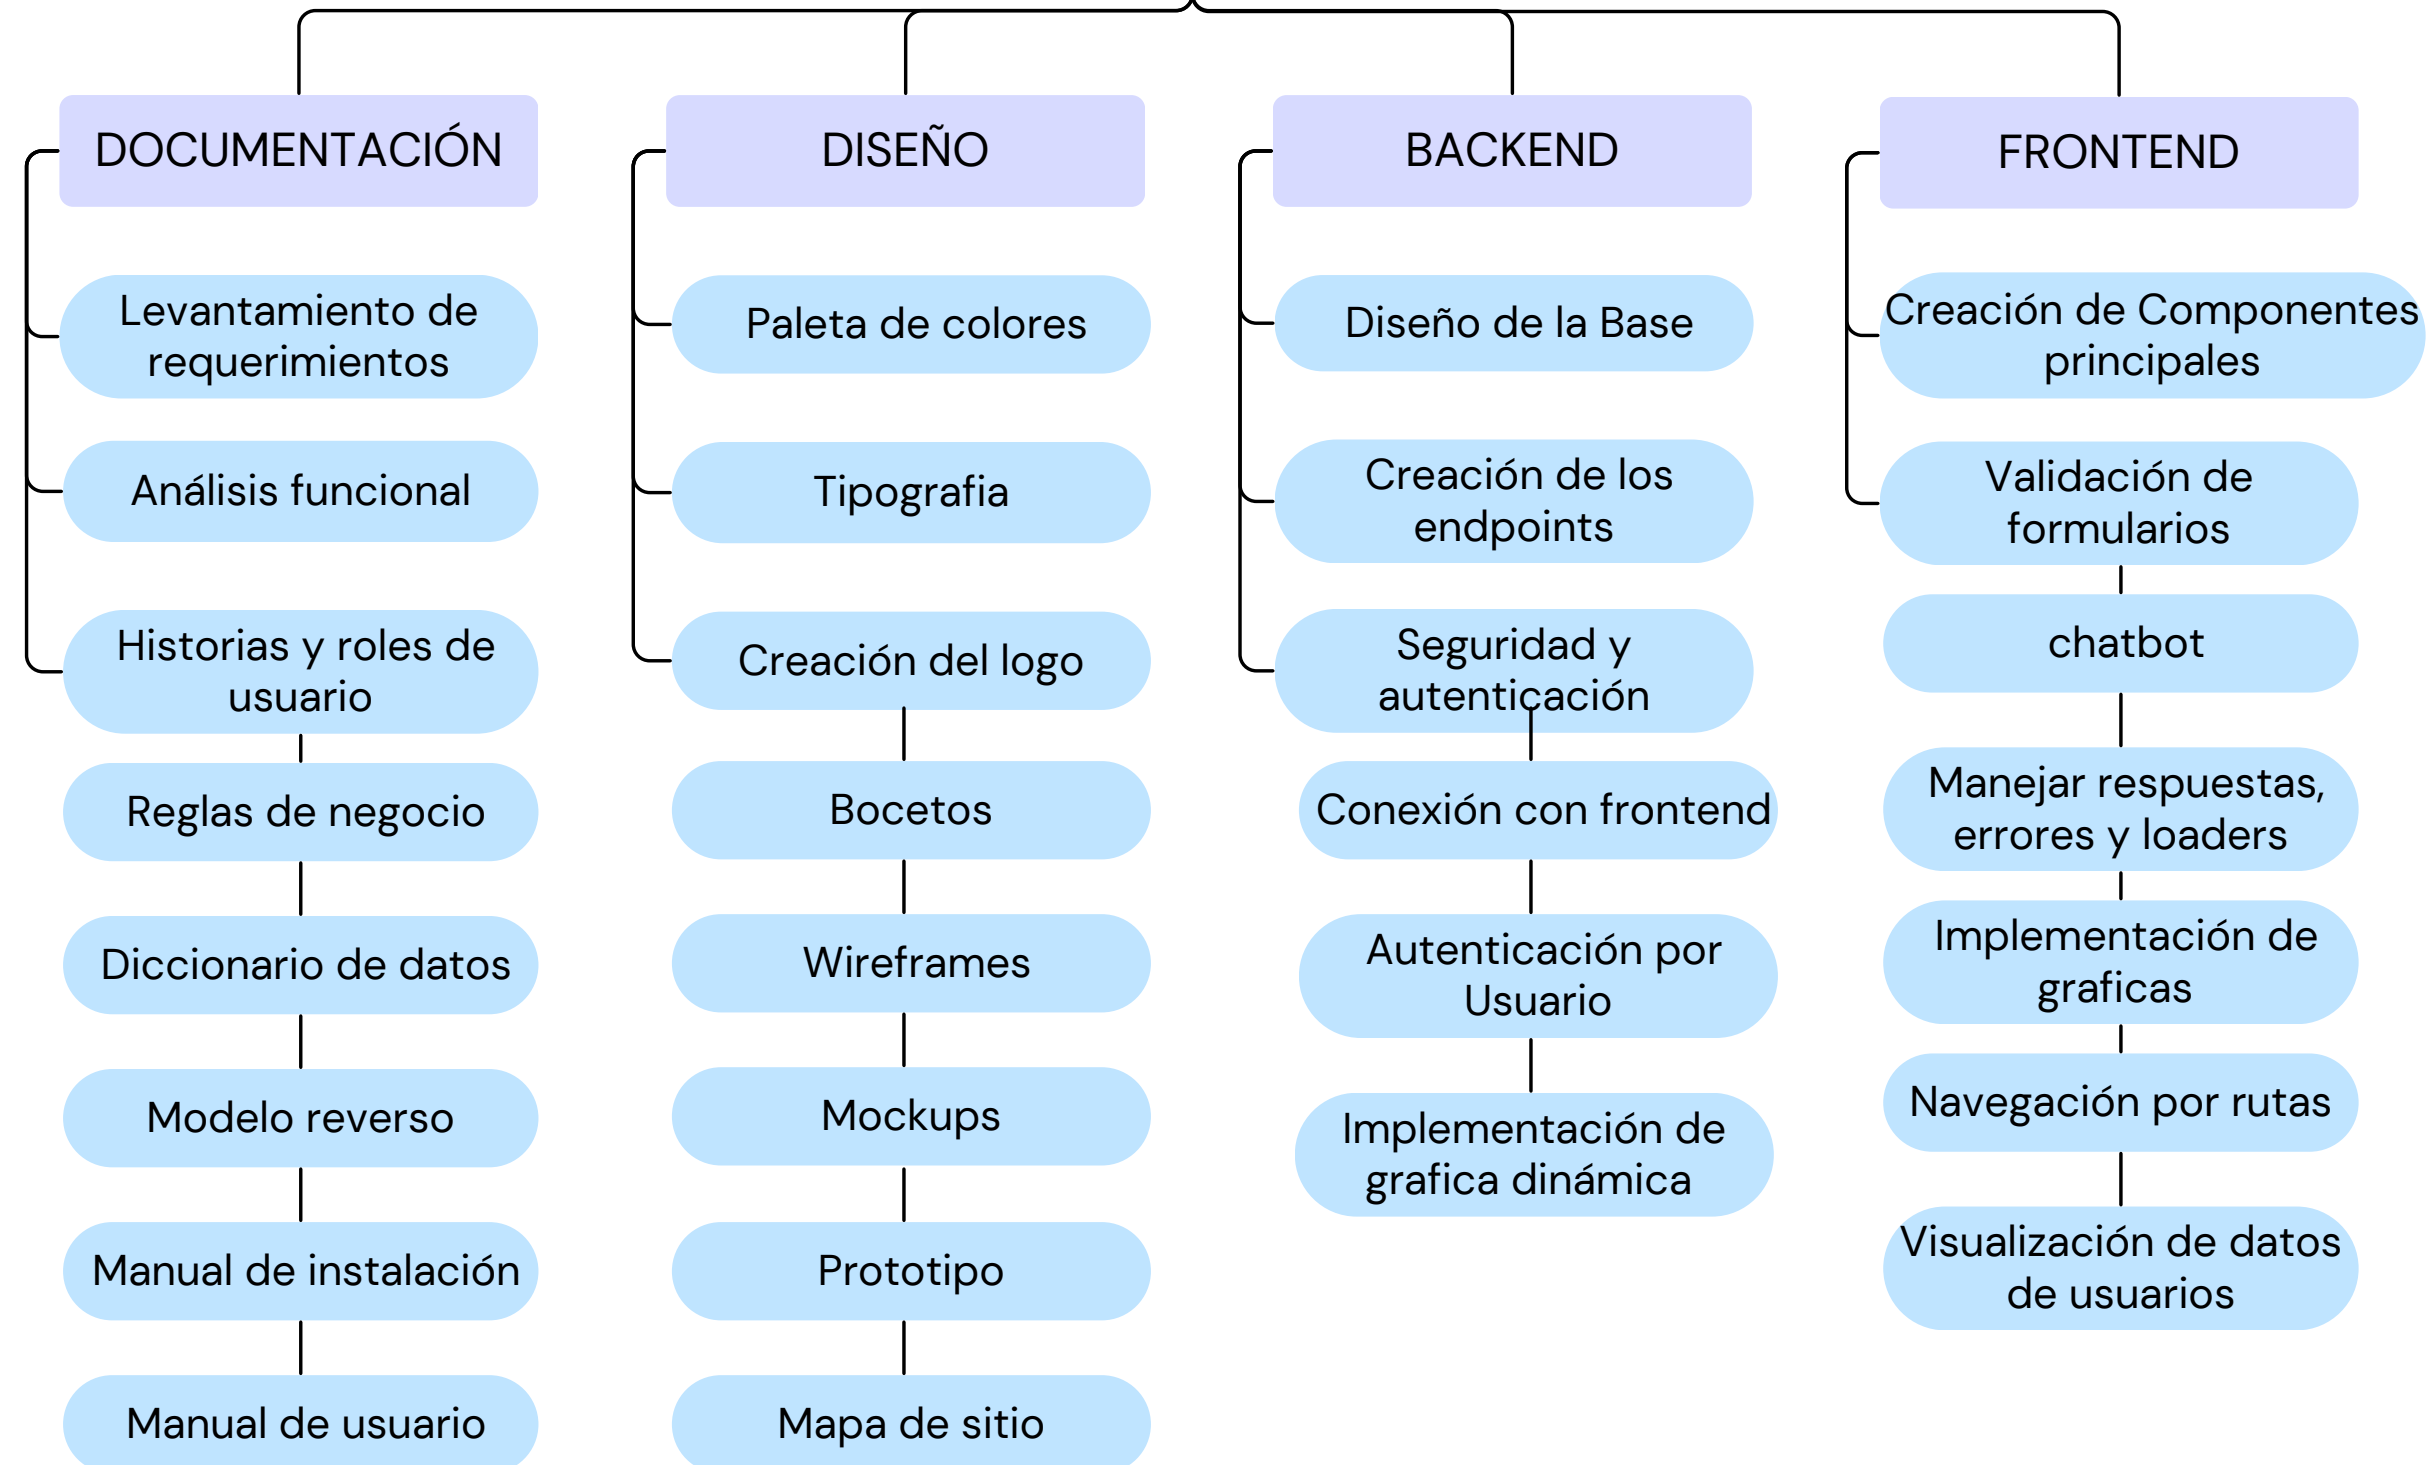 DOCUMENTACIÓN
Levantamiento de
requerimientos
Análisis funcional
Historias y roles de
usuario
Reglas de negocio
Diccionario de datos
Modelo reverso
Manual de instalación
Manual de usuario
DISEÑO
Paleta de colores
Tipografia
Creación del logo
Bocetos
Wireframes
Mockups
Prototipo
Mapa de sitio
BACKEND
Diseño de la Base
Creación de los
endpoints
Seguridad y
autenticación
Conexión con frontend
Autenticación por
Usuario
Implementación de
grafica dinámica
FRONTEND
Creación de Componentes
principales
Validación de
formularios
chatbot
Manejar respuestas,
errores y loaders
Implementación de
graficas
Navegación por rutas
Visualización de datos
de usuarios